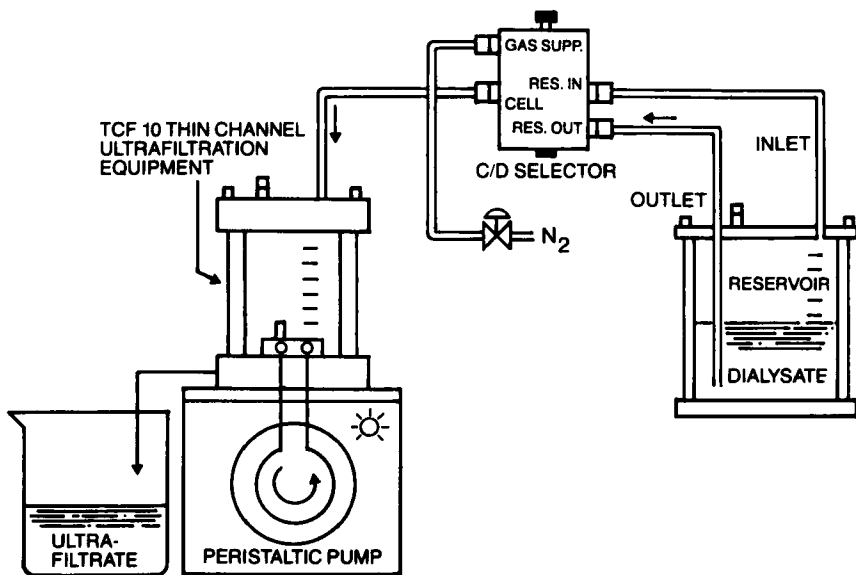 GAS SUPP.
RES. IN
CELL
RES. OUT
C/D SELECTOR
TCF 10 THIN CHANNEL
ULTRAFILTRATION
EQUIPMENT
INLET
OUTLET
N2
RESERVOIR
DIALYSATE
ULTRA-
FILTRATE
PERISTALTIC PUMP